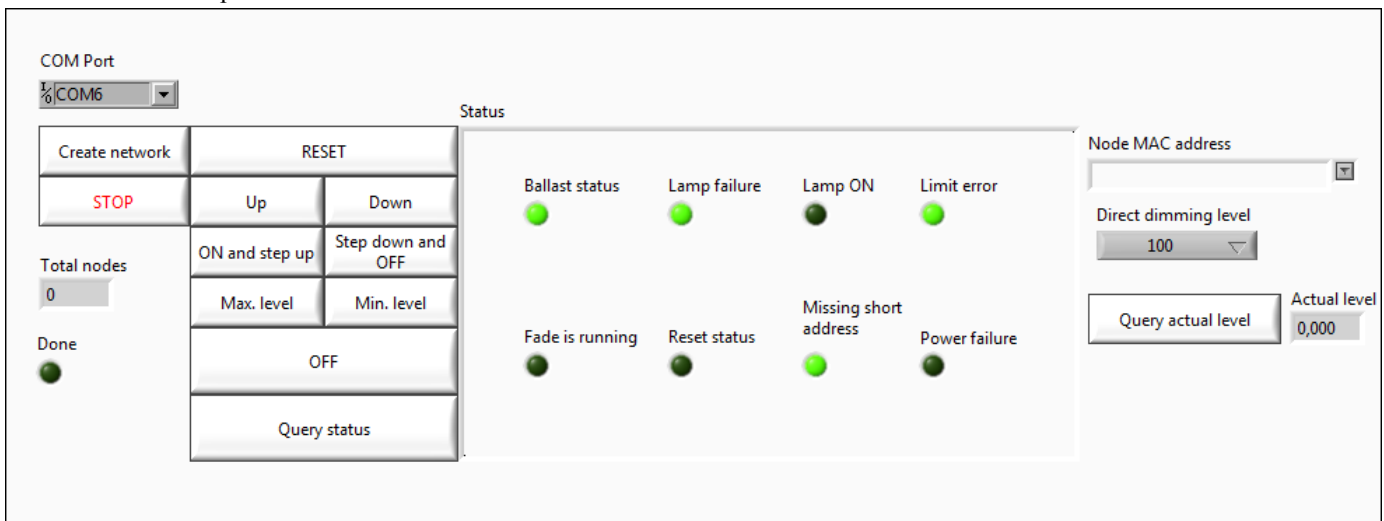 COM Port
COM6
Status
Create network
RESET
Node MAC address
STOP
Up
Down
Ballast status
Lamp failure
Lamp ON
Limit error
Direct dimming level
100
ON and step up
Step down and
OFF
Total nodes
0
Max. level
Min. level
Query actual level
Actual level
0,000
Done
OFF
Fade is running
Reset status
Missing short
address
Power failure
Query status